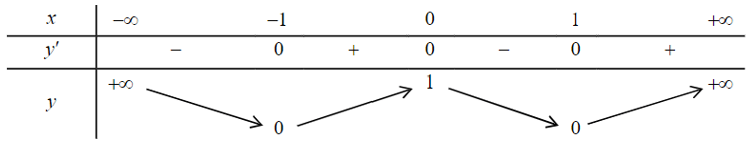 x −∞ −1 0 1 +∞
y′ − 0 + 0 − 0 +
+∞ 1 +∞
y
0 0